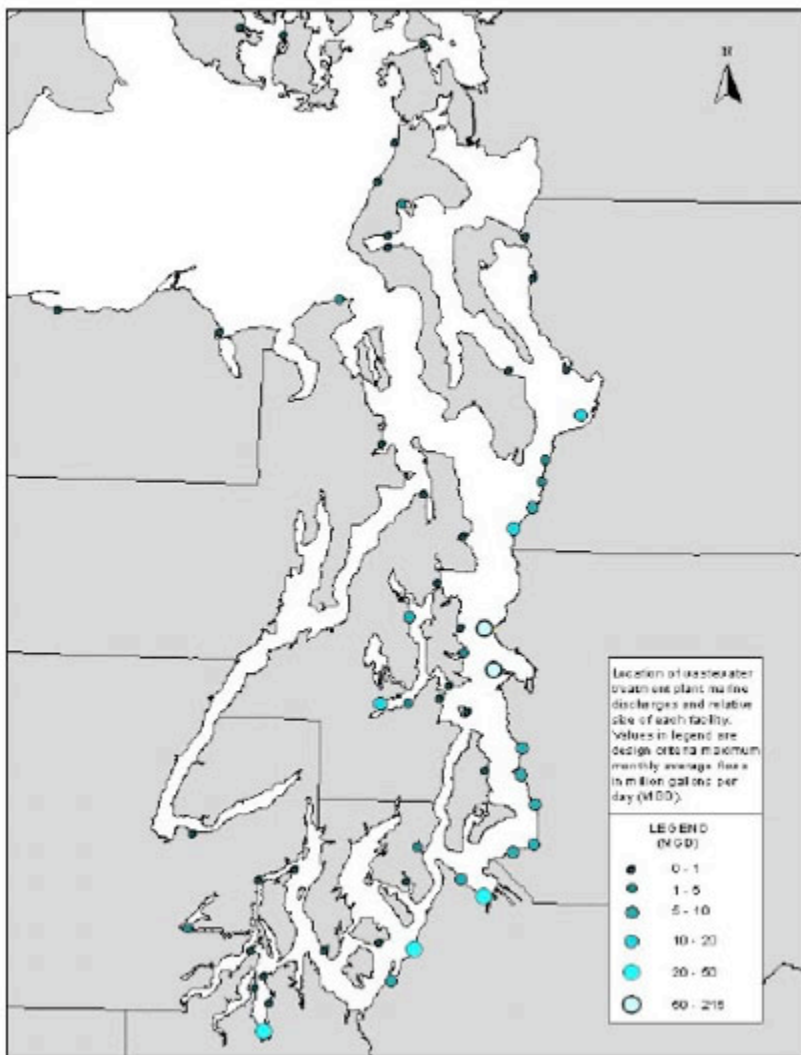 N
Location of wastewater
treatment plant marine
discharges and relative
size of each facility.
Values in legend are
design criteria maximum
monthly average flows
in million gallons per
day (MGD).
LEGEND
(MGD)
0 - 1
1 - 5
5 - 10
10 - 20
20 - 50